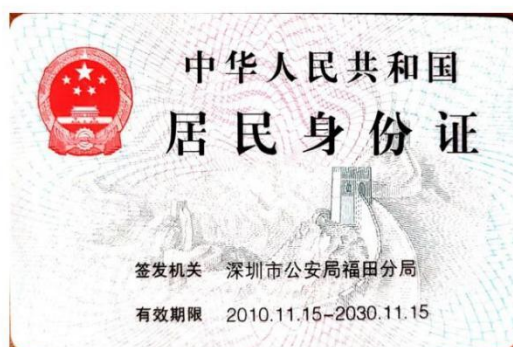 中华人民共和国
居民身份证
签发机关 深圳市公安局福田分局
有效期限 2010.11.15-2030.11.15